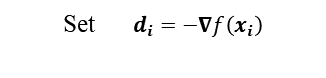 Set d_i = −∇f(x_i)